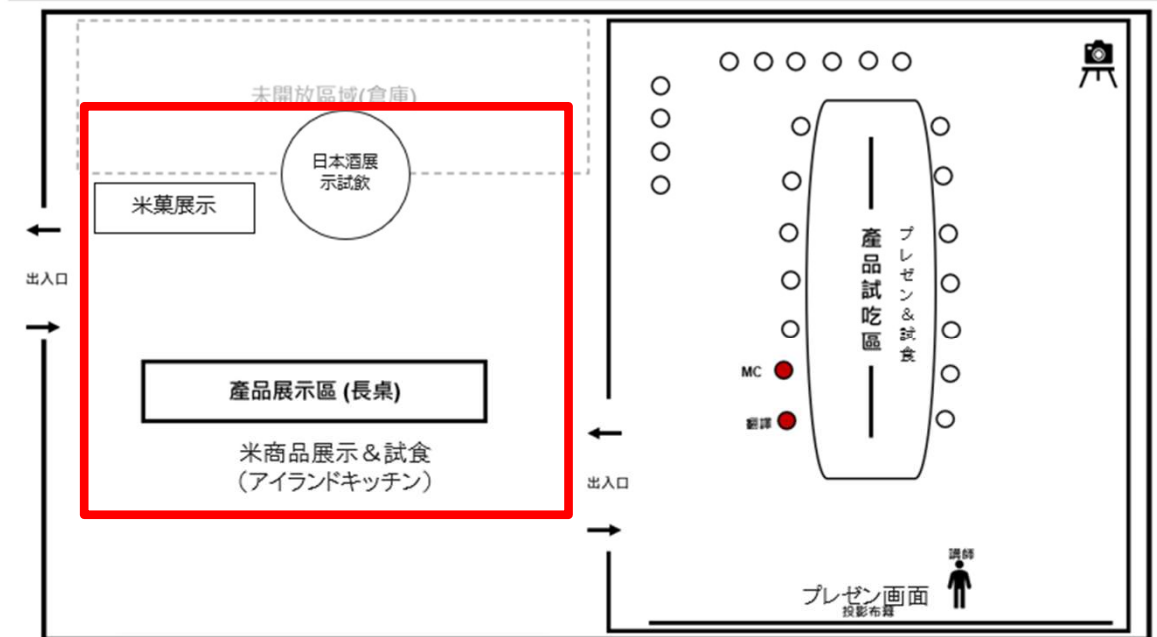 未開放區域(倉庫)
日本酒展
示試飲
米菓展示
出入口
產品展示區 (長桌)
米商品展示＆試食
（アイランドキッチン）
出入口
產品試吃區
プレゼン＆試食
MC
翻譯
講師
プレゼン画面
投影布幕